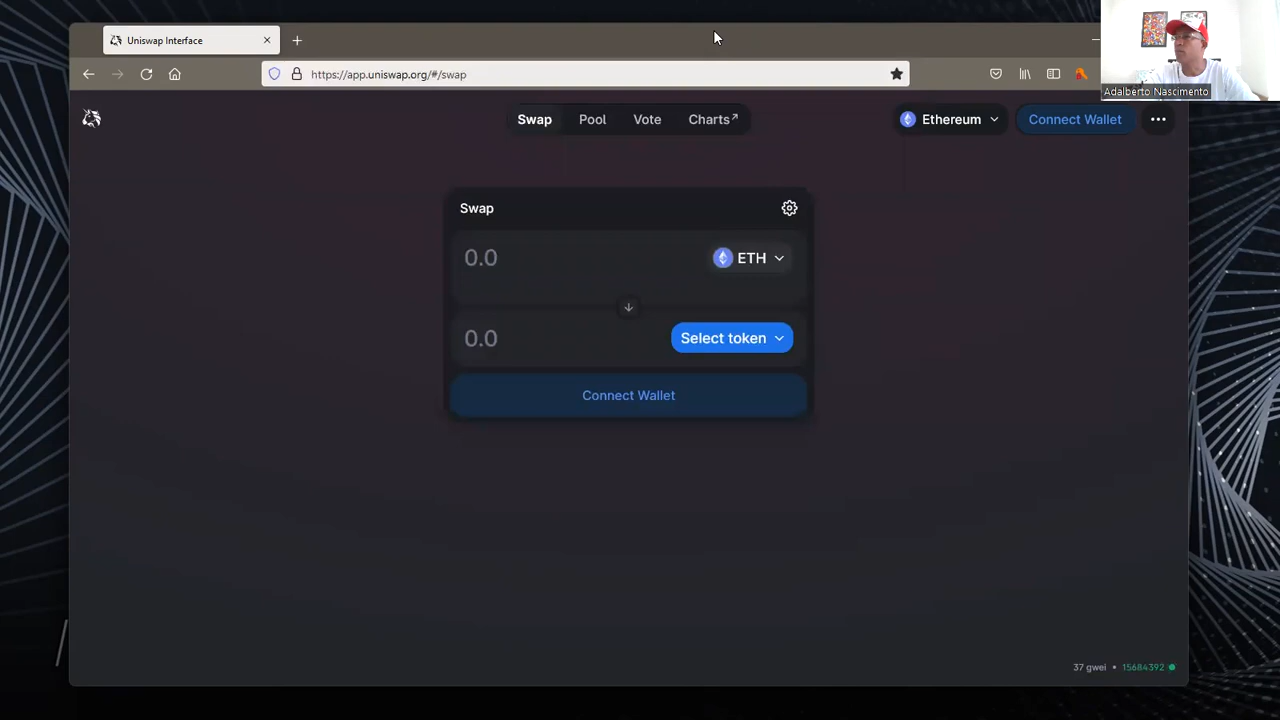 Uniswap Interface
https://app.uniswap.org/#/swap
Adalberto Nascimento
Swap
Pool
Vote
Charts↗
Ethereum
Connect Wallet
Swap
0.0
ETH
0.0
Select token
Connect Wallet
37 gwei • 15684392